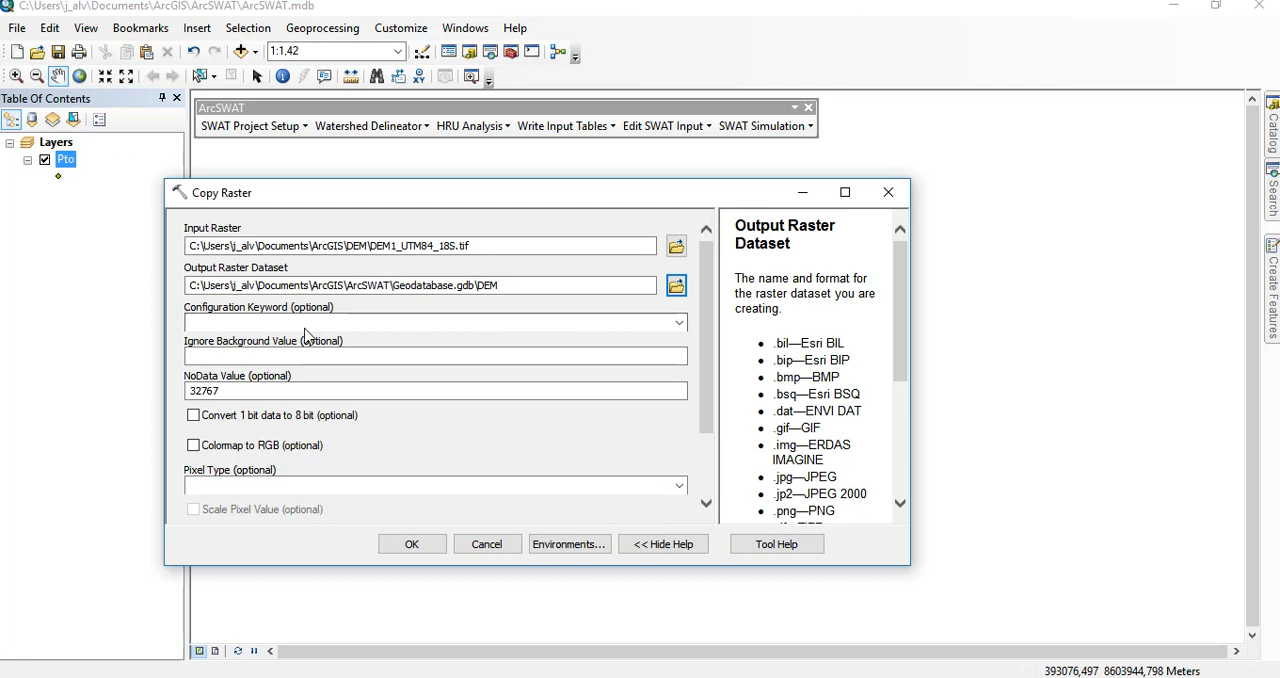 C:\Users\j_alv\Documents\ArcGIS\ArcSWAT\ArcSWAT.mdb
File Edit View Bookmarks Insert Selection Geoprocessing Customize Windows Help
1:1,42
Table Of Contents
Layers
Pto
ArcSWAT
SWAT Project Setup Watershed Delineator HRU Analysis Write Input Tables Edit SWAT Input SWAT Simulation
Copy Raster
Input Raster
C:\Users\j_alv\Documents\ArcGIS\DEM\DEM1_UTM84_18S.tif
Output Raster Dataset
C:\Users\j_alv\Documents\ArcGIS\ArcSWAT\Geodatabase.gdb\DEM
Configuration Keyword (optional)
Ignore Background Value (optional)
NoData Value (optional)
32767
Convert 1 bit data to 8 bit (optional)
Colormap to RGB (optional)
Pixel Type (optional)
Scale Pixel Value (optional)
Output Raster
Dataset
The name and format for
the raster dataset you are
creating.
.bil—Esri BIL
.bip—Esri BIP
.bmp—BMP
.bsq—Esri BSQ
.dat—ENVI DAT
.gif—GIF
.img—ERDAS
IMAGINE
.jpg—JPEG
.jp2—JPEG 2000
.png—PNG
OK Cancel Environments... << Hide Help Tool Help
Catalog
Search
Create Features
393076,497 8603944,798 Meters